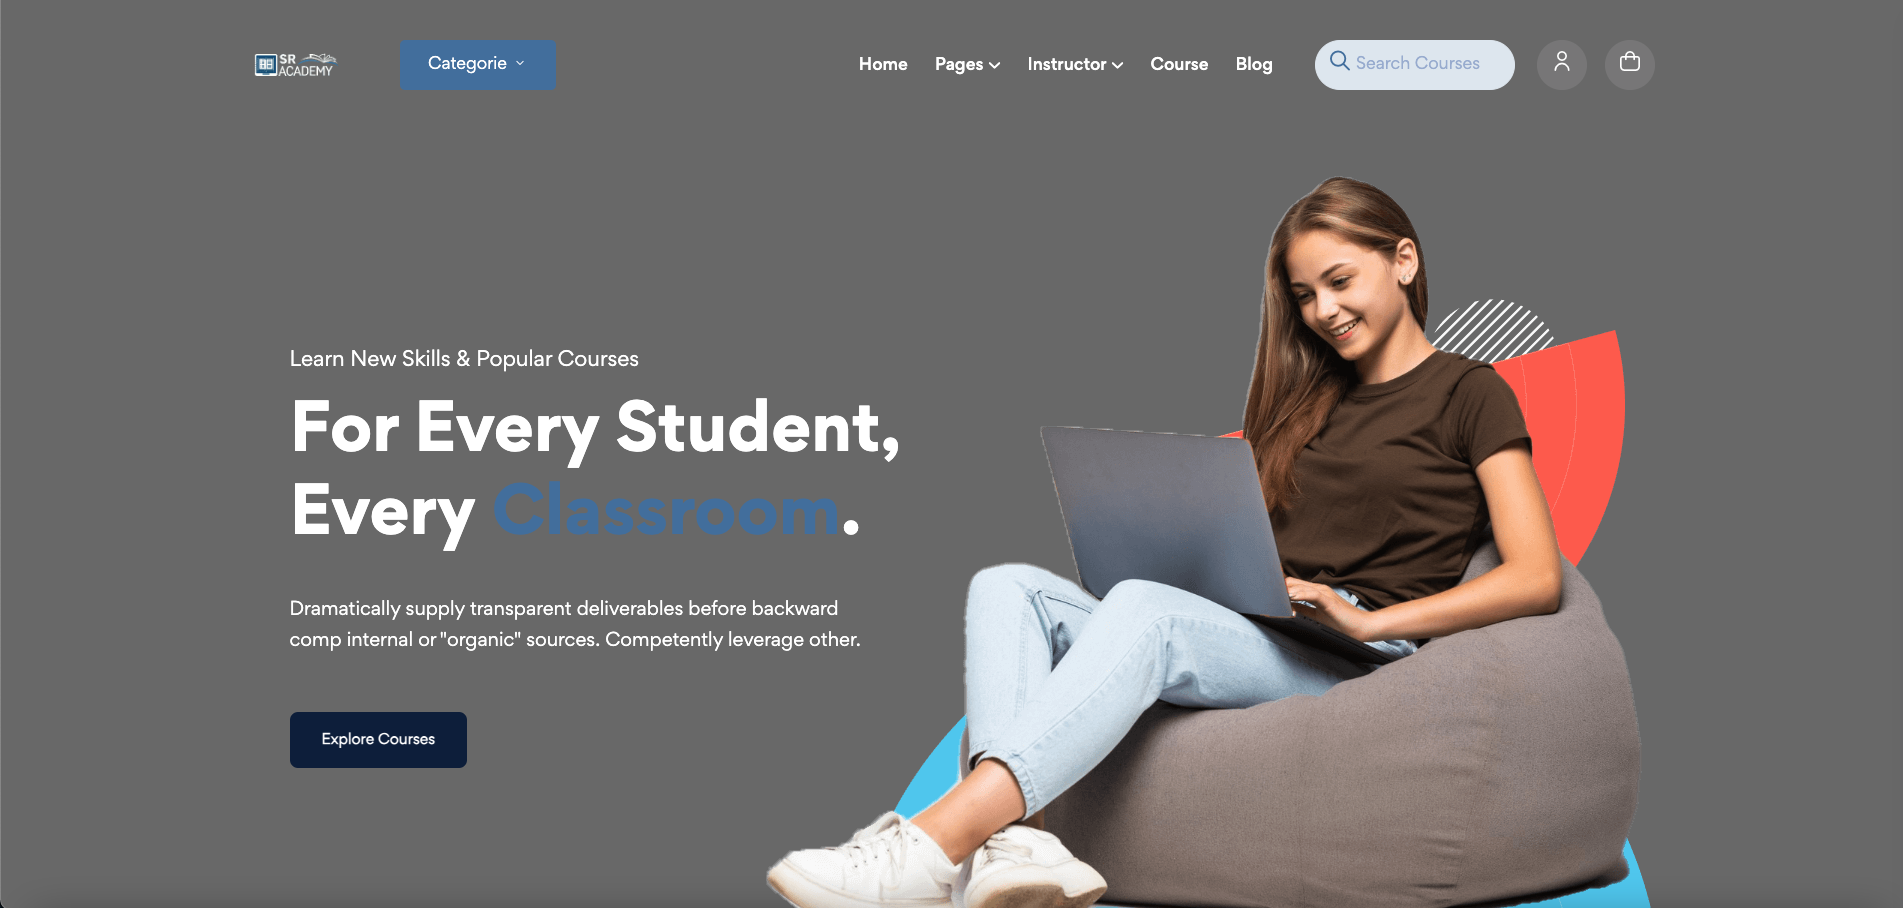 SR
ACADEMY
Categorie
Home
Pages
Instructor
Course
Blog
Search Courses
Learn New Skills & Popular Courses
For Every Student,
Every Classroom.
Dramatically supply transparent deliverables before backward
comp internal or "organic" sources. Competently leverage other.
Explore Courses